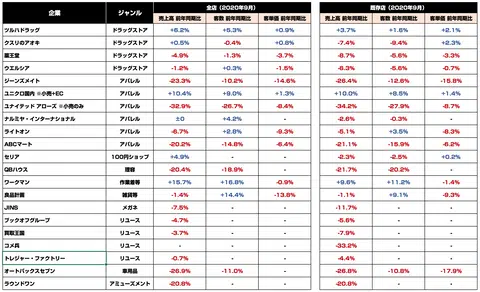 企業 ジャンル 全店（2020年9月） 既存店（2020年9月）
売上高 前年同期比 客数 前年同期比 客単価 前年同期比 売上高 前年同期比 客数 前年同期比 客単価 前年同期比
ツルハドラッグ ドラッグストア +6.2% +5.3% +0.9% +3.7% +1.6% +2.1%
クスリのアオキ ドラッグストア +0.5% -0.4% +0.8% -7.4% -9.4% +2.3%
薬王堂 ドラッグストア -4.9% -1.3% -3.7% -8.7% -5.6% -3.3%
ウエルシア ドラッグストア -1.2% +0.3% -1.5% -6.3% -5.6% -0.7%
ジーンズメイト アパレル -23.3% -10.2% -14.6% -26.4% -12.6% -15.8%
ユニクロ国内 ※小売+EC アパレル +10.4% +9.0% +1.3% +10.0% +8.5% +1.4%
ユナイテッド アローズ ※小売のみ アパレル -32.9% -26.7% -8.4% -34.2% -27.9% -8.7%
ナルミヤ・インターナショナル アパレル ±0 +4.2% - -2.6% -0.3% -
ライトオン アパレル -6.7% +2.8% -9.3% -5.1% +3.5% -8.3%
ABCマート アパレル -20.2% -14.8% -6.4% -21.1% -15.9% -6.2%
セリア 100円ショップ +4.9% - - -2.3% -2.5% +0.2%
QBハウス 理容 -20.4% -18.9% - -21.7% -20.2% -
ワークマン 作業着等 +15.7% +16.8% -0.9% +9.6% +11.2% -1.4%
良品計画 雑貨等 -1.4% +14.4% -13.8% -1.1% +9.1% -9.3%
JINS メガネ -7.5% - - -11.7% - -
ブックオフグループ リユース -4.7% - - -5.6% - -
買取王国 リユース -3.7% - - -7.9% - -
コメ兵 リユース - - - -33.2% - -
トレジャー・ファクトリー リユース -0.7% - - -4.4% - -
オートバックスセブン 車用品 -26.9% -11.0% - -26.8% -10.8% -17.9%
ラウンドワン アミューズメント -20.8% - - -20.8% - -